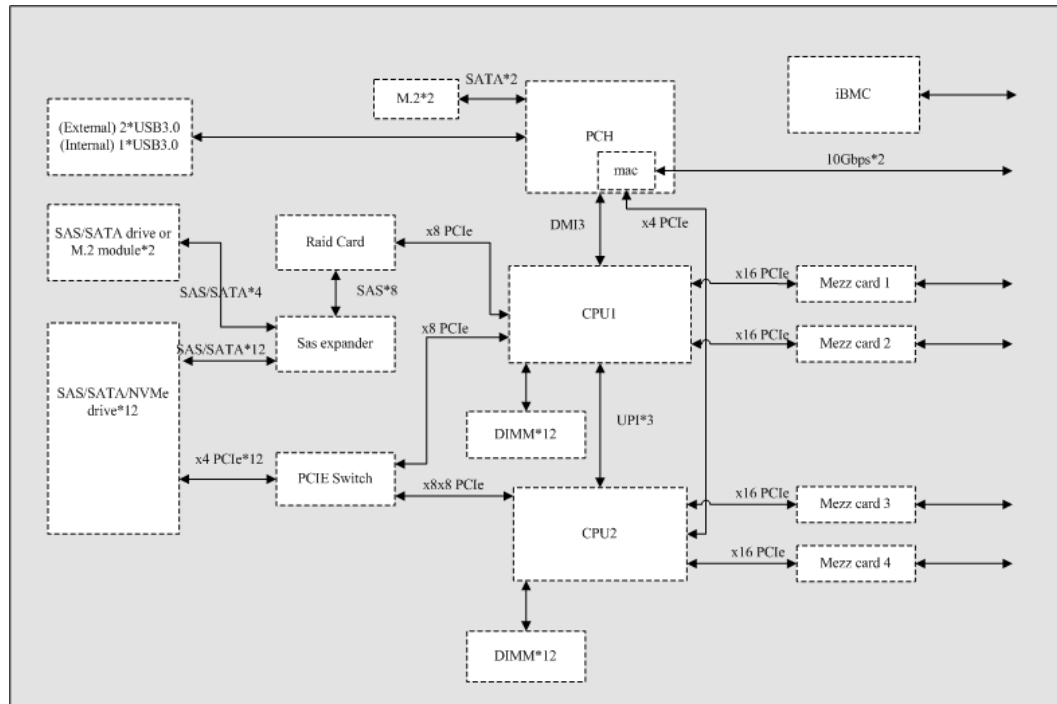 SATA*2
M.2*2
iBMC
(External) 2*USB3.0
(Internal) 1*USB3.0
PCH
10Gbps*2
mac
SAS/SATA drive or
M.2 module*2
Raid Card
x8 PCIe
DMI3
x4 PCIe
x16 PCIe
Mezz card 1
SAS/SATA*4
SAS*8
CPU1
x8 PCIe
x16 PCIe
Mezz card 2
Sas expander
SAS/SATA*12
SAS/SATA/NVMe
drive*12
DIMM*12
UPI*3
x4 PCIe*12
PCIE Switch
x8x8 PCIe
x16 PCIe
Mezz card 3
CPU2
x16 PCIe
Mezz card 4
DIMM*12